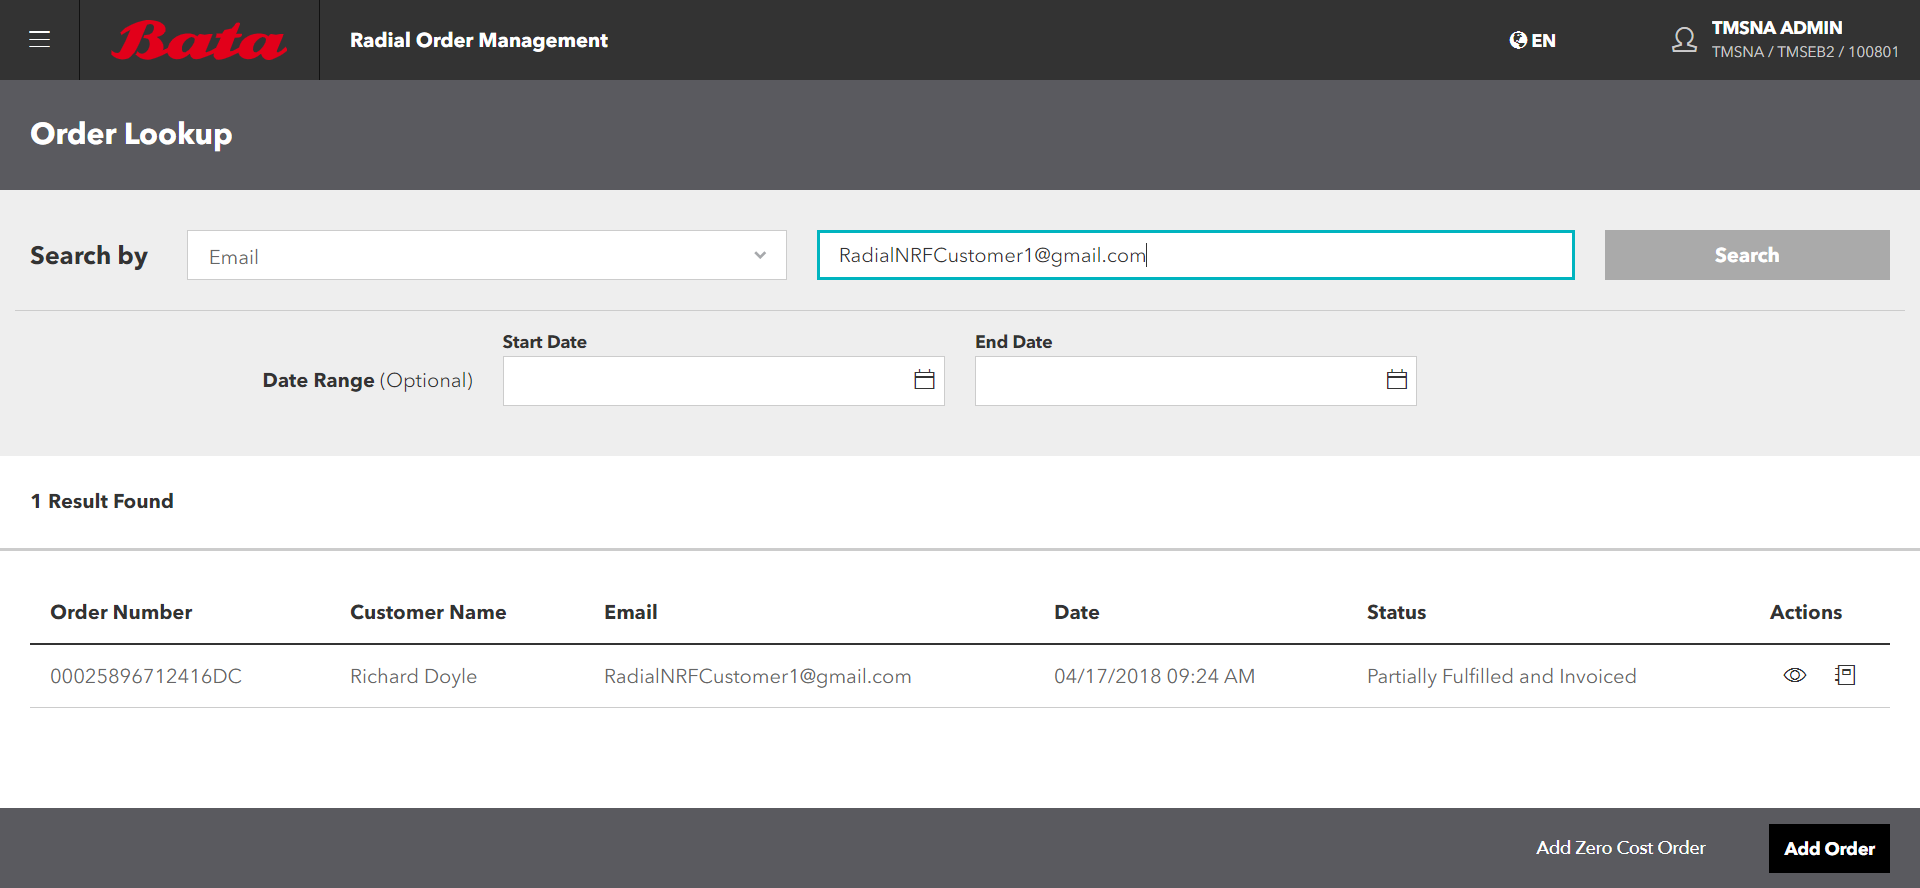 Bata
Radial Order Management
EN
TMSNA ADMIN
TMSNA / TMSEB2 / 100801
Order Lookup
Search by
Email
RadialNRFCustomer1@gmail.com
Search
Start Date
End Date
Date Range (Optional)
1 Result Found
Order Number Customer Name Email Date Status Actions
00025896712416DC Richard Doyle RadialNRFCustomer1@gmail.com 04/17/2018 09:24 AM Partially Fulfilled and Invoiced
Add Zero Cost Order
Add Order